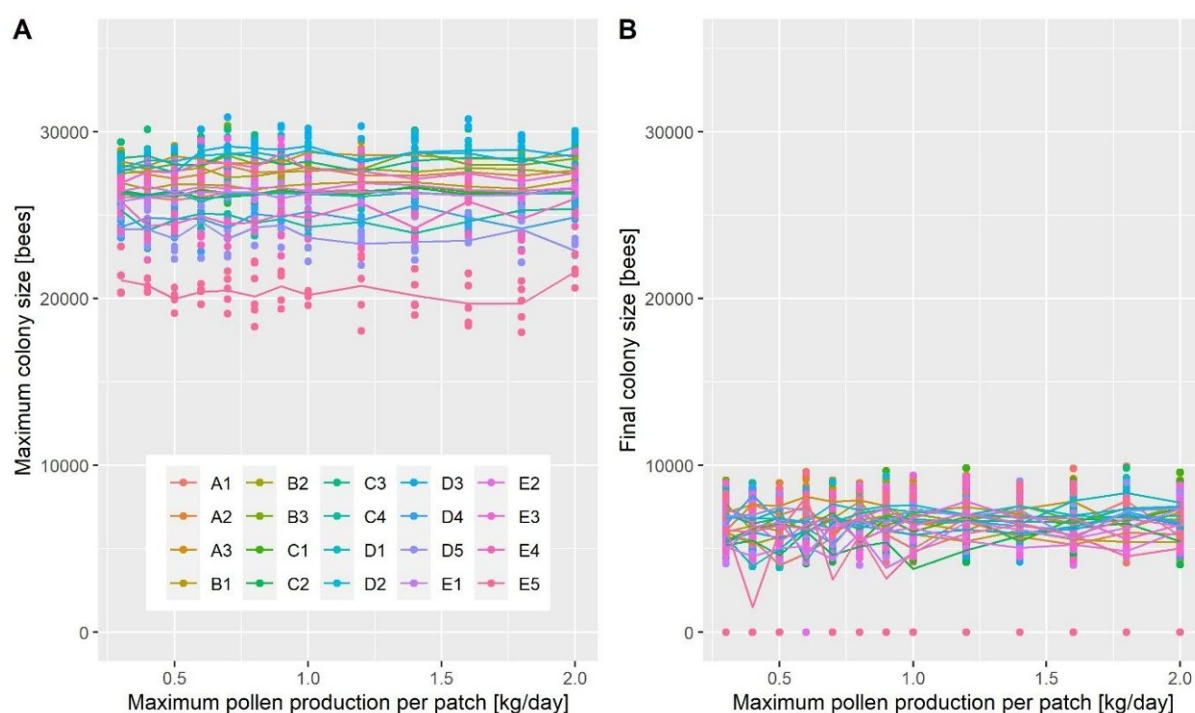 A
Maximum colony size [bees]
30000
20000
10000
0
A1 B2 C3 D3 E2
A2 B3 C4 D4 E3
A3 C1 D1 D5 E4
B1 C2 D2 E1 E5
0.5 1.0 1.5 2.0
Maximum pollen production per patch [kg/day]
B
Final colony size [bees]
30000
20000
10000
0
0.5 1.0 1.5 2.0
Maximum pollen production per patch [kg/day]